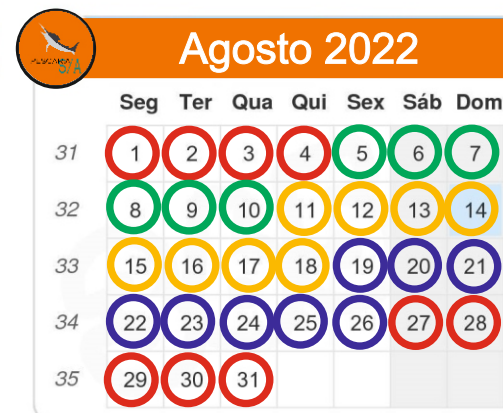 PESCARIA
S/A
Agosto 2022
Seg Ter Qua Qui Sex Sáb Dom
31 1 2 3 4 5 6 7
32 8 9 10 11 12 13 14
33 15 16 17 18 19 20 21
34 22 23 24 25 26 27 28
35 29 30 31